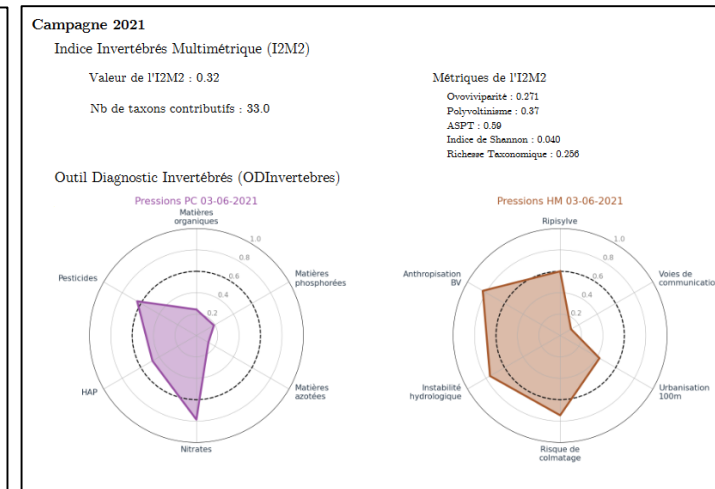 Campagne 2021
Indice Invertébrés Multimétrique (I2M2)
Valeur de l'I2M2 : 0.32
Nb de taxons contributifs : 33.0
Métriques de l'I2M2
Ovoviviparité : 0.271
Polyvoltinisme : 0.37
ASPT : 0.59
Indice de Shannon : 0.040
Richesse Taxonomique : 0.256
Outil Diagnostic Invertébrés (ODInvertebres)
Pressions PC 03-06-2021
Matières
organiques
1.0
0.8
0.6
0.4
0.2
Matières
phosphorées
Pesticides
HAP
Matières
azotées
Nitrates
Pressions HM 03-06-2021
Ripisylve
1.0
0.8
0.6
0.4
0.2
Anthropisation
BV
Voies de
communication
Instabilité
hydrologique
Urbanisation
100m
Risque de
colmatage